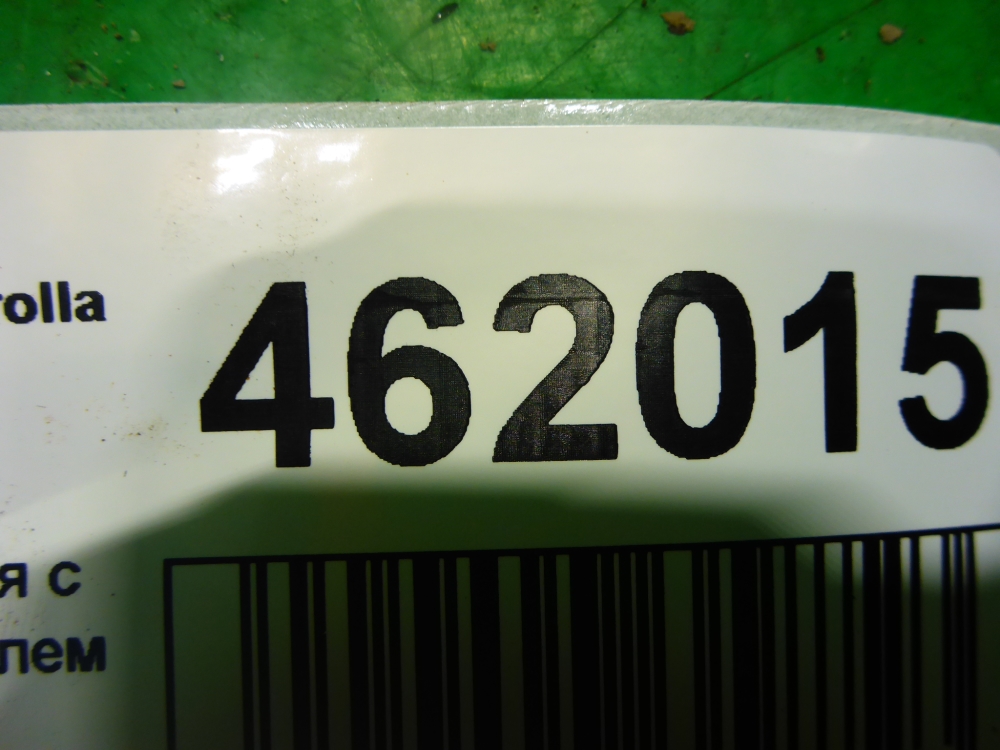 rolla
462015
я с
лем